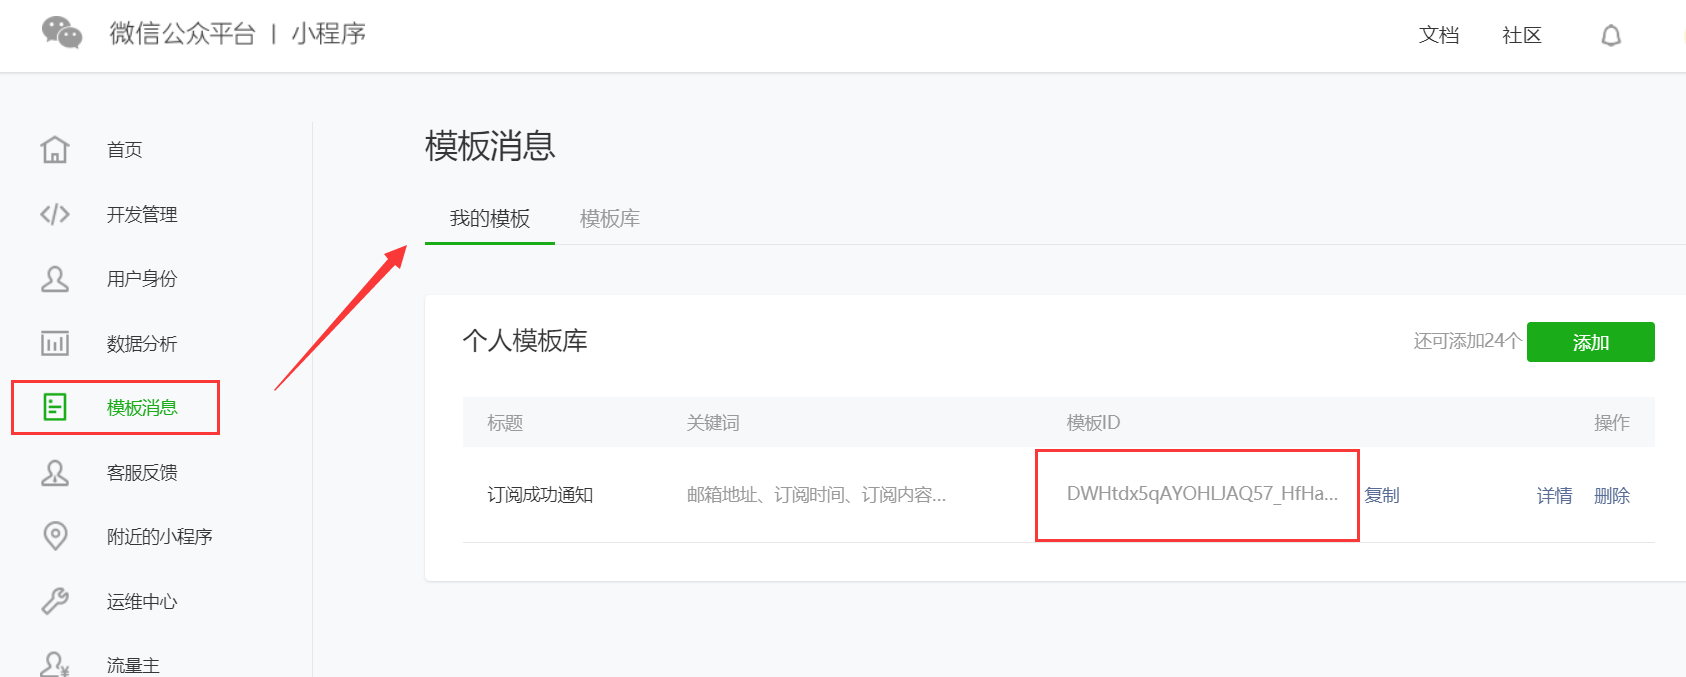 微信公众平台 | 小程序
文档 社区
首页
开发管理
用户身份
数据分析
模板消息
客服反馈
附近的小程序
运维中心
流量主
模板消息
我的模板 模板库
个人模板库
还可添加24个 添加
标题 关键词 模板ID 操作
订阅成功通知 邮箱地址、订阅时间、订阅内容... DWHtdx5qAYOHLJAQ57_HfHa... 复制 详情 删除